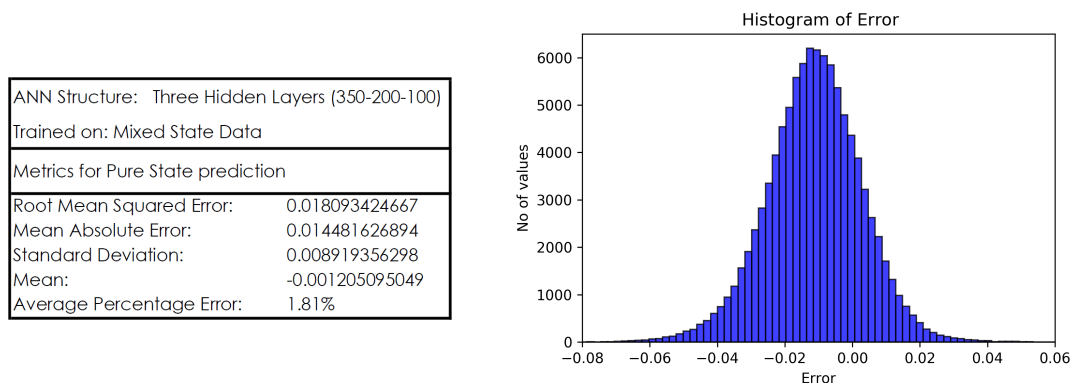 ANN Structure: Three Hidden Layers (350-200-100)
Trained on: Mixed State Data
Metrics for Pure State prediction
Root Mean Squared Error: 0.018093424667
Mean Absolute Error: 0.014481626894
Standard Deviation: 0.008919356298
Mean: -0.001205095049
Average Percentage Error: 1.81%
Histogram of Error
No of values
6000
5000
4000
3000
2000
1000
0
−0.08 −0.06 −0.04 −0.02 0.00 0.02 0.04 0.06
Error